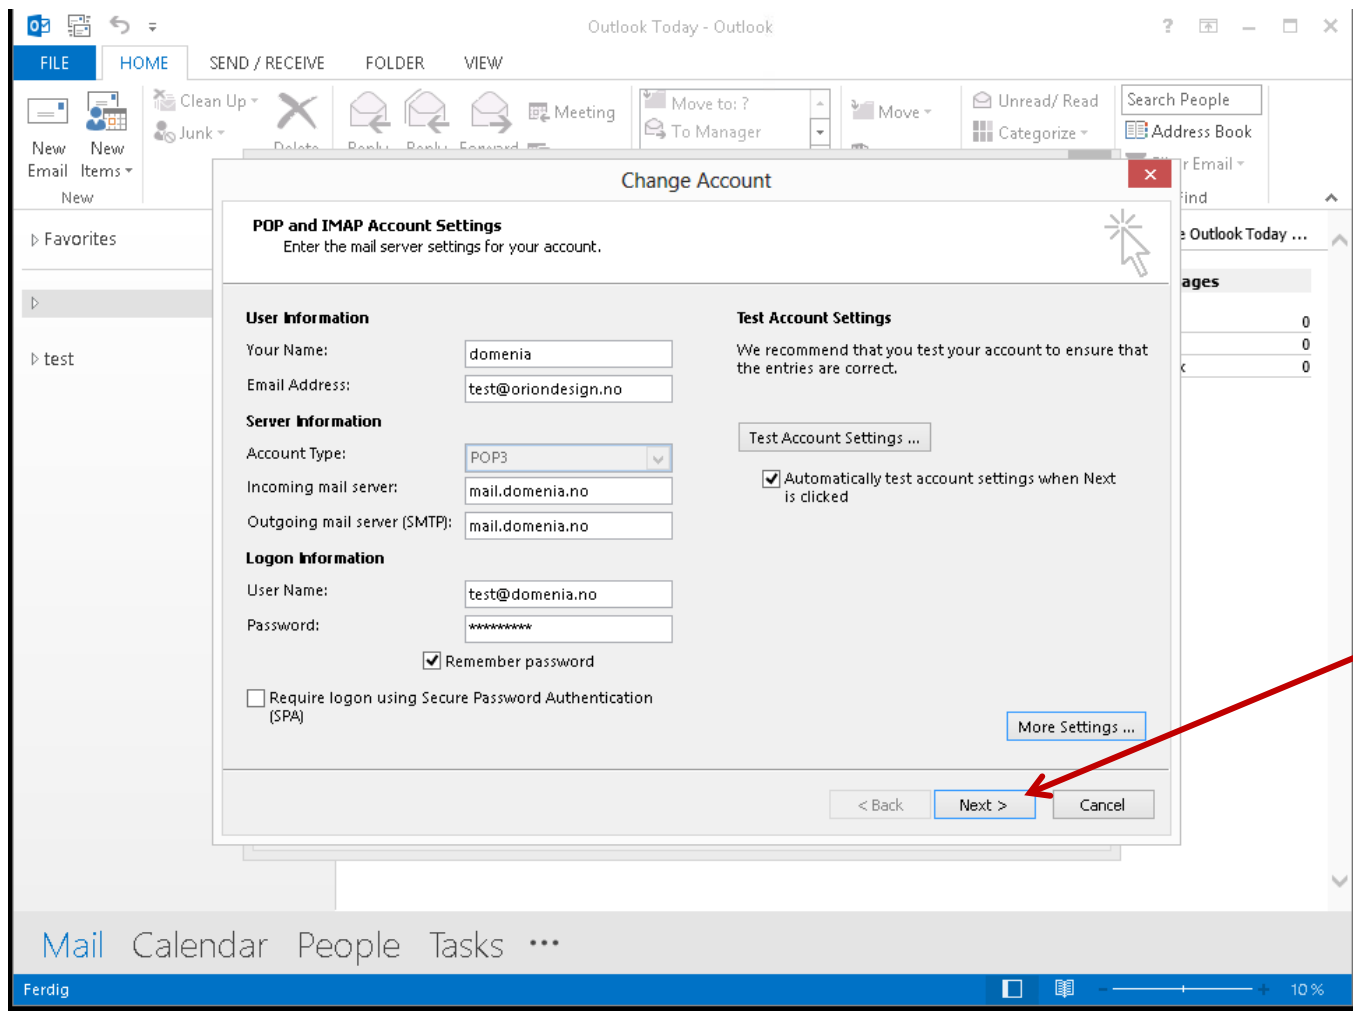 Outlook Today - Outlook
FILE HOME SEND / RECEIVE FOLDER VIEW
Clean Up
Junk
Delete
Reply Reply Forward
Meeting
Move to: ?
To Manager
Move
Unread/ Read
Categorize
Search People
Address Book
r Email
New Email
New Items
New
ind
Change Account
Favorites
test
POP and IMAP Account Settings
Enter the mail server settings for your account.
e Outlook Today ...
ages
0
0
0
User Information
Your Name: domenia
Email Address: test@oriondesign.no
Server Information
Account Type: POP3
Incoming mail server: mail.domenia.no
Outgoing mail server (SMTP): mail.domenia.no
Logon Information
User Name: test@domenia.no
Password: *********
Remember password
Require logon using Secure Password Authentication
(SPA)
Test Account Settings
We recommend that you test your account to ensure that
the entries are correct.
Test Account Settings ...
Automatically test account settings when Next
is clicked
More Settings ...
< Back Next > Cancel
Mail Calendar People Tasks ···
Ferdig
10 %